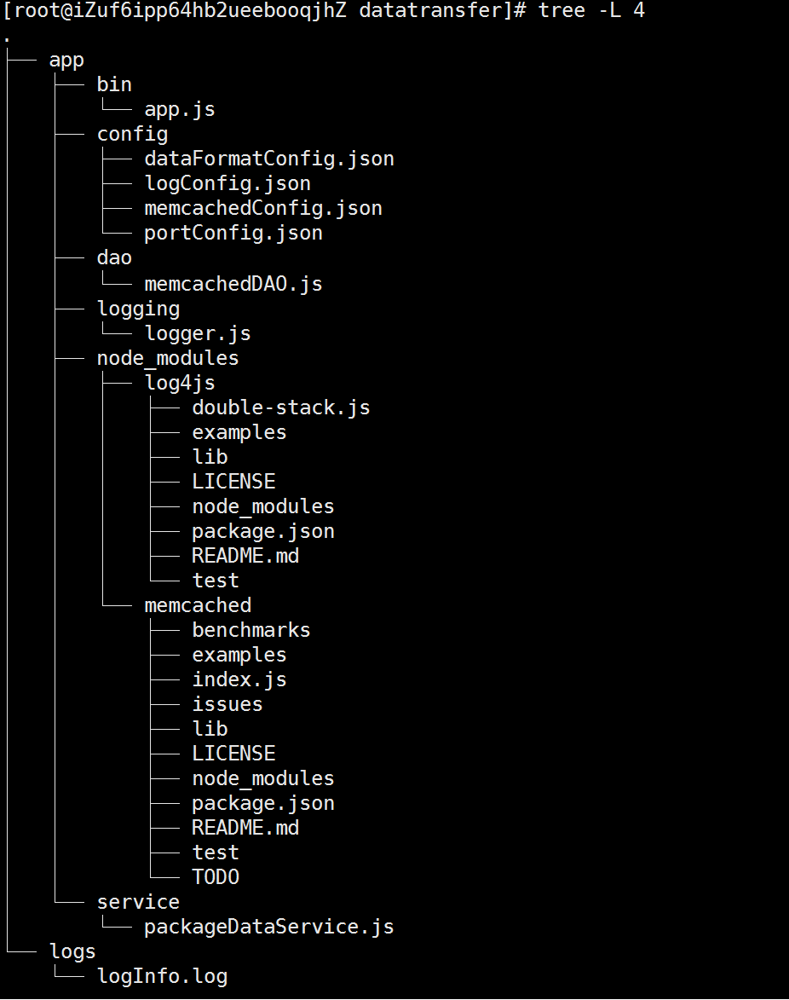 [root@iZuf6ipp64hb2ueebooqjhZ datatransfer]# tree -L 4
.
├── app
│   ├── bin
│   │   └── app.js
│   ├── config
│   │   ├── dataFormatConfig.json
│   │   ├── logConfig.json
│   │   ├── memcachedConfig.json
│   │   └── portConfig.json
│   ├── dao
│   │   └── memcachedDAO.js
│   ├── logging
│   │   └── logger.js
│   ├── node_modules
│   │   ├── log4js
│   │   │   ├── double-stack.js
│   │   │   ├── examples
│   │   │   ├── lib
│   │   │   ├── LICENSE
│   │   │   ├── node_modules
│   │   │   ├── package.json
│   │   │   ├── README.md
│   │   │   └── test
│   │   └── memcached
│   │       ├── benchmarks
│   │       ├── examples
│   │       ├── index.js
│   │       ├── issues
│   │       ├── lib
│   │       ├── LICENSE
│   │       ├── node_modules
│   │       ├── package.json
│   │       ├── README.md
│   │       ├── test
│   │       └── TODO
│   └── service
│       └── packageDataService.js
└── logs
    └── logInfo.log